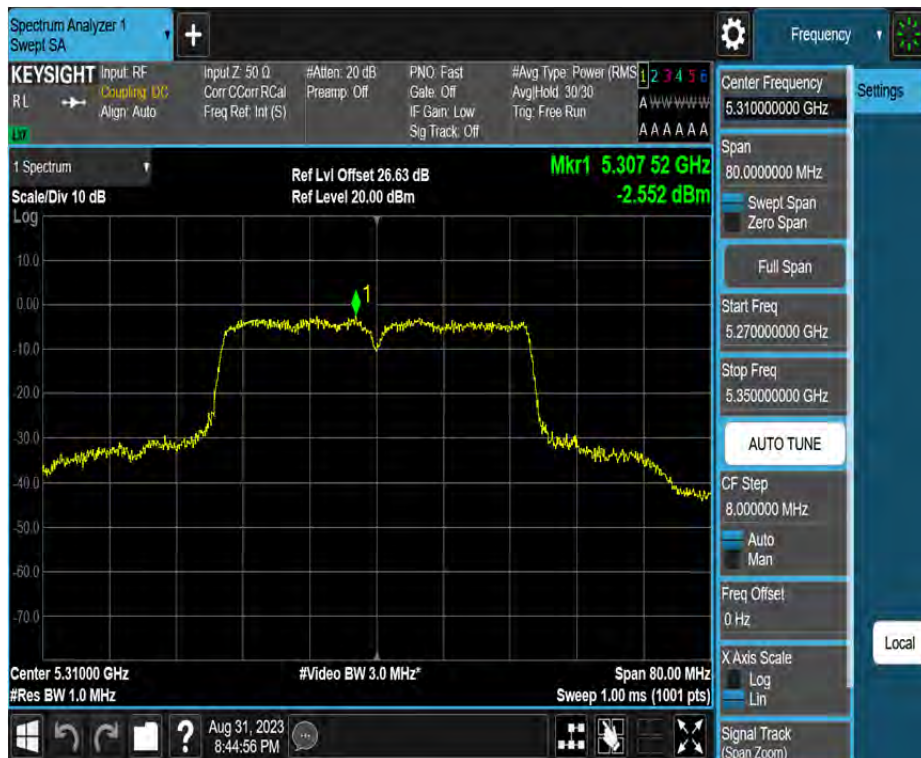 Spectrum Analyzer 1
Swept SA
+
Frequency
KEYSIGHT
RL
LXI
Input: RF
Coupling: DC
Align: Auto
Input Z: 50 Ω
Corr CCorr RCal
Freq Ref: Int (S)
#Atten: 20 dB
Preamp: Off
PNO: Fast
Gate: Off
IF Gain: Low
Sig Track: Off
#Avg Type: Power (RMS
Avg|Hold: 30/30
Trig: Free Run
1 2 3 4 5 6
A W W W W W
A A A A A A
1 Spectrum
Scale/Div 10 dB
Ref Lvl Offset 26.63 dB
Ref Level 20.00 dBm
Mkr1 5.307 52 GHz
-2.552 dBm
Log
10.0
0.00
-10.0
-20.0
-30.0
-40.0
-50.0
-60.0
-70.0
1
Center 5.31000 GHz
#Res BW 1.0 MHz
#Video BW 3.0 MHz*
Span 80.00 MHz
Sweep 1.00 ms (1001 pts)
Center Frequency
5.310000000 GHz
Span
80.0000000 MHz
Swept Span
Zero Span
Full Span
Start Freq
5.270000000 GHz
Stop Freq
5.350000000 GHz
AUTO TUNE
CF Step
8.000000 MHz
Auto
Man
Freq Offset
0 Hz
X Axis Scale
Log
Lin
Signal Track
(Span Zoom)
Settings
Local
?
Aug 31, 2023
8:44:56 PM